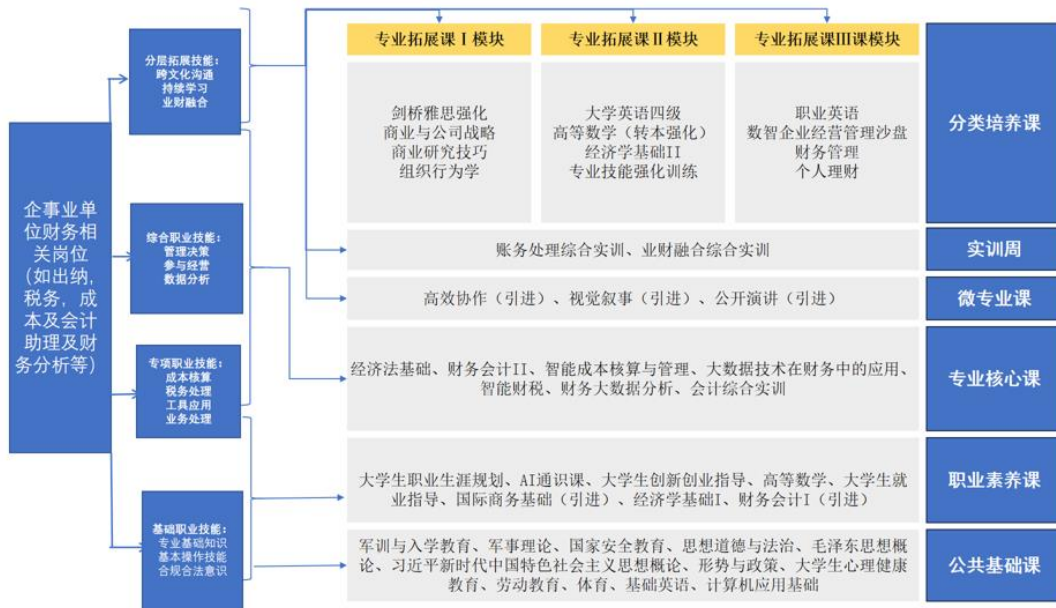 企事业单
位财务相
关岗位
(如出纳,
税务，成
本及会计
助理及财
务分析等)
分层拓展技能：
跨文化沟通
持续学习
业财融合
综合职业技能：
管理决策
参与经营
数据分析
专项职业技能：
成本核算
税务处理
工具应用
业务处理
基础职业技能：
专业基础知识
基本操作技能
合规合法意识
专业拓展课Ⅰ模块
剑桥雅思强化
商业与公司战略
商业研究技巧
组织行为学
专业拓展课Ⅱ模块
大学英语四级
高等数学（转本强化）
经济学基础II
专业技能强化训练
专业拓展课Ⅲ课模块
职业英语
数智企业经营管理沙盘
财务管理
个人理财
分类培养课
账务处理综合实训、业财融合综合实训
实训周
高效协作（引进）、视觉叙事（引进）、公开演讲（引进）
微专业课
经济法基础、财务会计II、智能成本核算与管理、大数据技术在财务中的应用、
智能财税、财务大数据分析、会计综合实训
专业核心课
大学生职业生涯规划、AI通识课、大学生创新创业指导、高等数学、大学生就
业指导、国际商务基础（引进）、经济学基础I、财务会计I（引进）
职业素养课
军训与入学教育、军事理论、国家安全教育、思想道德与法治、毛泽东思想概
论、习近平新时代中国特色社会主义思想概论、形势与政策、大学生心理健康
教育、劳动教育、体育、基础英语、计算机应用基础
公共基础课